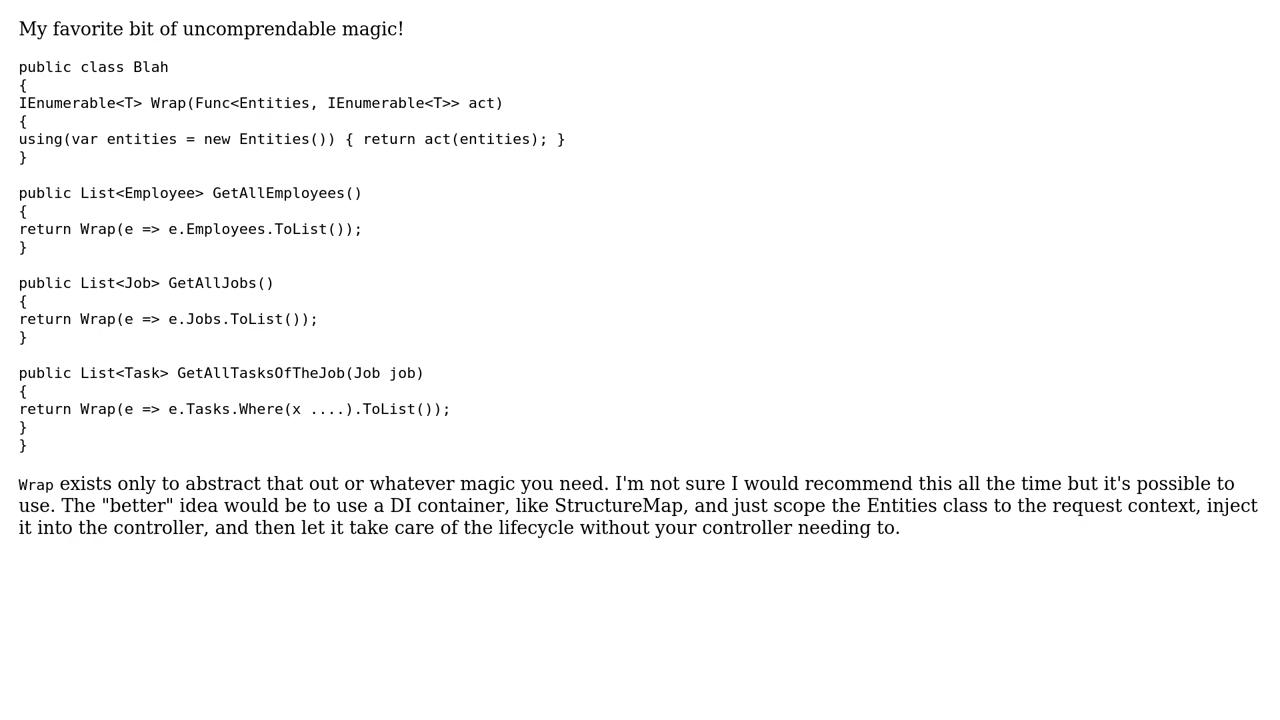 My favorite bit of uncomprendable magic!
public class Blah
{
IEnumerable<T> Wrap(Func<Entities, IEnumerable<T>> act)
{
using(var entities = new Entities()) { return act(entities); }
}
public List<Employee> GetAllEmployees()
{
return Wrap(e => e.Employees.ToList());
}
public List<Job> GetAllJobs()
{
return Wrap(e => e.Jobs.ToList());
}
public List<Task> GetAllTasksOfTheJob(Job job)
{
return Wrap(e => e.Tasks.Where(x ....).ToList());
}
}
Wrap exists only to abstract that out or whatever magic you need. I'm not sure I would recommend this all the time but it's possible to
use. The "better" idea would be to use a DI container, like StructureMap, and just scope the Entities class to the request context, inject
it into the controller, and then let it take care of the lifecycle without your controller needing to.